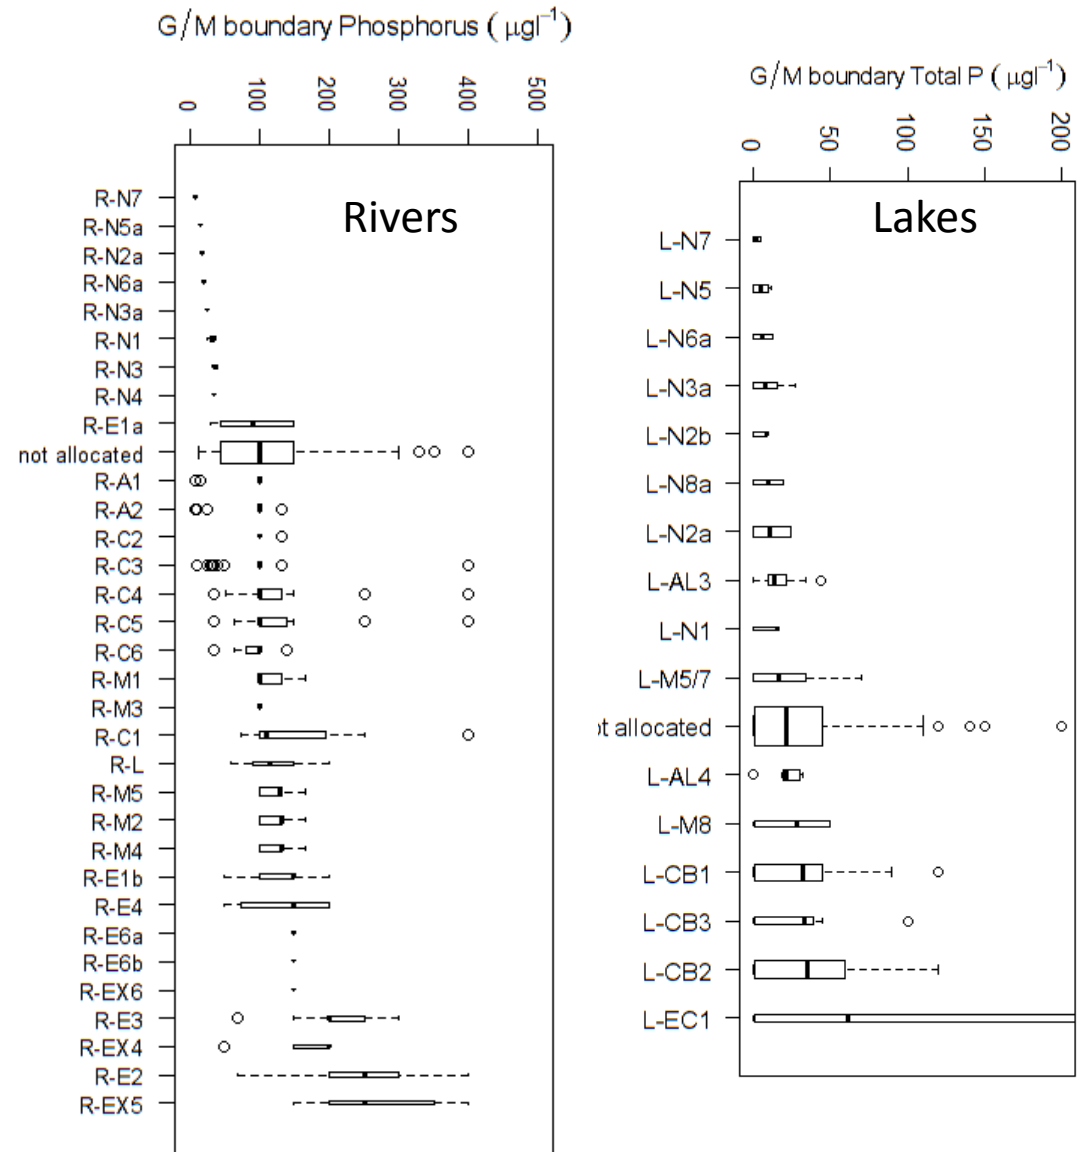 G/M boundary Phosphorus ( μgl⁻¹)
0 100 200 300 400 500
Rivers
R-N7
R-N5a
R-N2a
R-N6a
R-N3a
R-N1
R-N3
R-N4
R-E1a
not allocated
R-A1
R-A2
R-C2
R-C3
R-C4
R-C5
R-C6
R-M1
R-M3
R-C1
R-L
R-M5
R-M2
R-M4
R-E1b
R-E4
R-E6a
R-E6b
R-EX6
R-E3
R-EX4
R-E2
R-EX5
G/M boundary Total P ( μgl⁻¹)
0 50 100 150 200
Lakes
L-N7
L-N5
L-N6a
L-N3a
L-N2b
L-N8a
L-N2a
L-AL3
L-N1
L-M5/7
ot allocated
L-AL4
L-M8
L-CB1
L-CB3
L-CB2
L-EC1